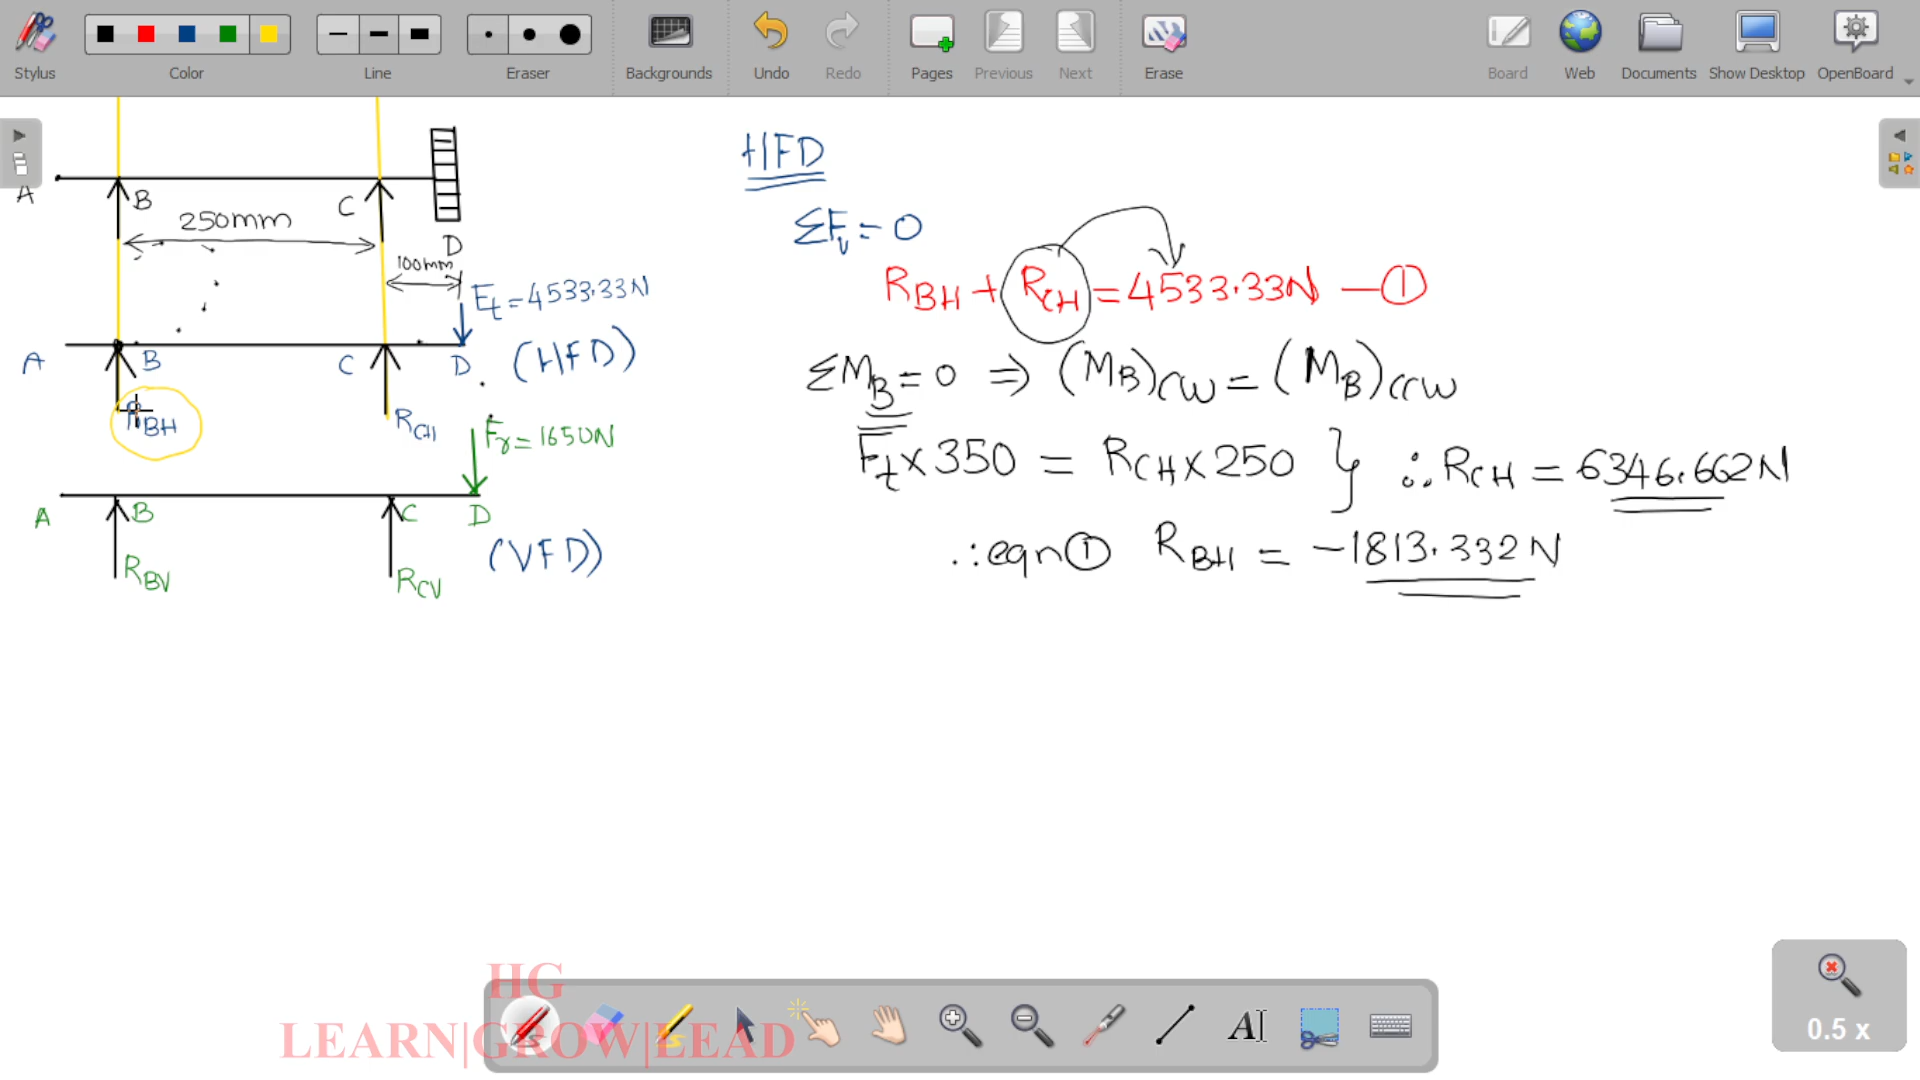 Stylus
Color
Line
Eraser
Backgrounds
Undo
Redo
Pages
Previous
Next
Erase
Board
Web
Documents
Show Desktop
OpenBoard
A B C D
250mm
100mm
Ft = 4533.33N
A B C D (HFD)
RBH RCH
Fr = 1650N
A B C D
RBV RCV (VFD)
HFD
ΣFv = 0
RBH + RCH = 4533.33N — ①
ΣMB = 0 ⇒ (MB)CW = (MB)CCW
Ft × 350 = RCH × 250 } ∴ RCH = 6346.662N
∴ eqn ① RBH = -1813.332N
HG
LEARN|GROW|LEAD
0.5 x